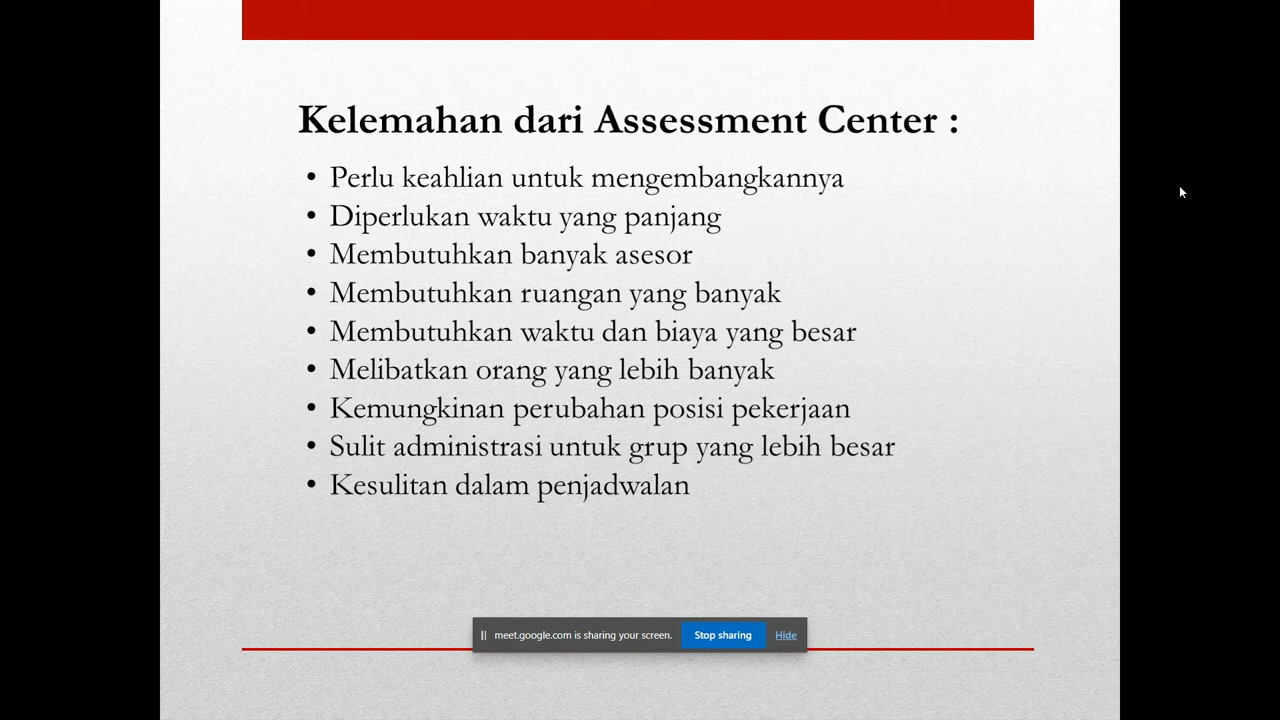 Kelemahan dari Assessment Center :
• Perlu keahlian untuk mengembangkannya
• Diperlukan waktu yang panjang
• Membutuhkan banyak asesor
• Membutuhkan ruangan yang banyak
• Membutuhkan waktu dan biaya yang besar
• Melibatkan orang yang lebih banyak
• Kemungkinan perubahan posisi pekerjaan
• Sulit administrasi untuk grup yang lebih besar
• Kesulitan dalam penjadwalan
meet.google.com is sharing your screen. Stop sharing Hide